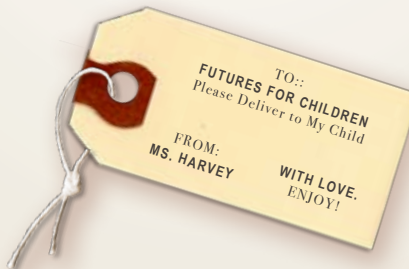 TO::
FUTURES FOR CHILDREN
Please Deliver to My Child
FROM:
MS. HARVEY
WITH LOVE.
ENJOY!